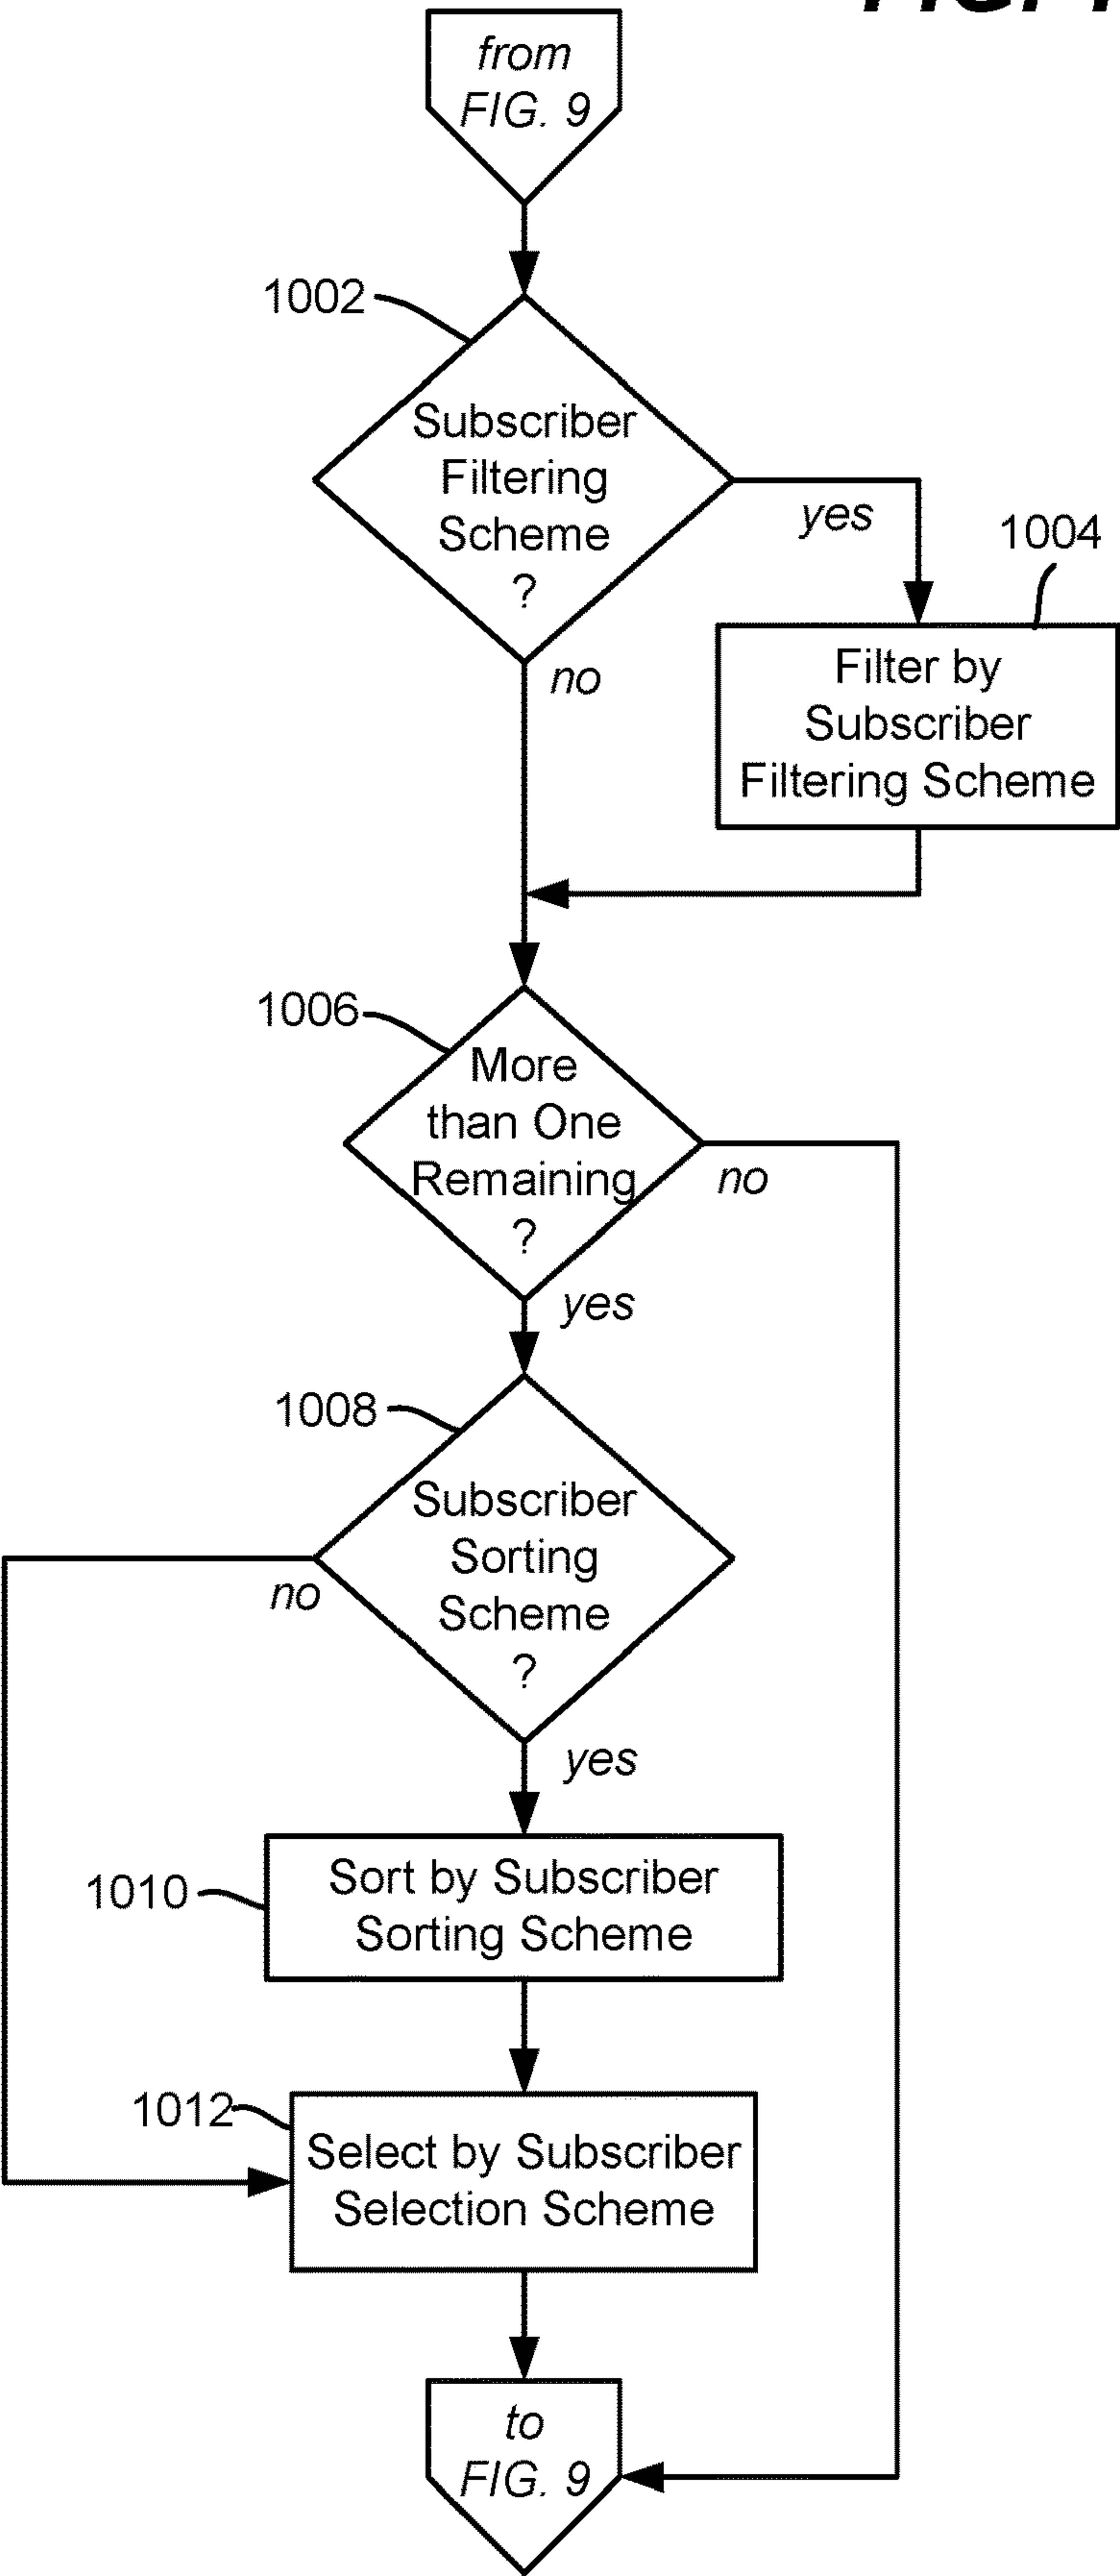 from
FIG. 9
1002
Subscriber
Filtering
Scheme
?
yes
no
1004
Filter by
Subscriber
Filtering Scheme
1006
More
than One
Remaining
?
no
yes
1008
Subscriber
Sorting
Scheme
?
no
yes
1010
Sort by Subscriber
Sorting Scheme
1012
Select by Subscriber
Selection Scheme
to
FIG. 9